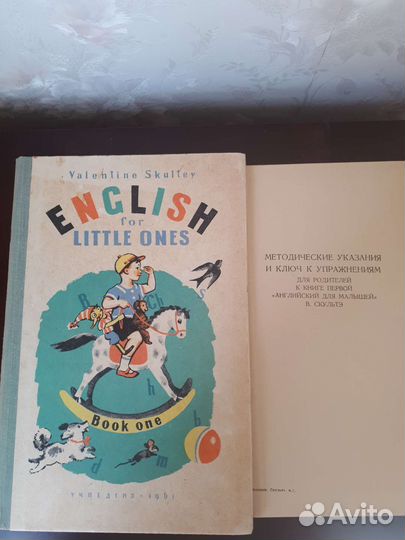 Valentine Skultey
ENGLISH
for
LITTLE ONES
B
Ch
s
h
h
d
m
Book one
УЧПЕДГИЗ - 1961
МЕТОДИЧЕСКИЕ УКАЗАНИЯ
И КЛЮЧ К УПРАЖНЕНИЯМ
ДЛЯ РОДИТЕЛЕЙ
К КНИГЕ ПЕРВОЙ
«АНГЛИЙСКИЙ ДЛЯ МАЛЫШЕЙ»
В. СКУЛЬТЭ
Avito